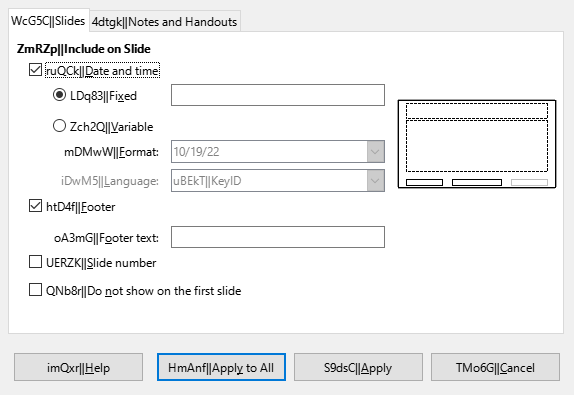 WcG5C||Slides 4dtgk||Notes and Handouts
ZmRZp||Include on Slide
ruQCk||Date and time
LDq83||Fixed
Zch2Q||Variable
mDMwW||Format: 10/19/22
iDwM5||Language: uBEkT||KeyID
htD4f||Footer
oA3mG||Footer text:
UERZK||Slide number
QNb8r||Do not show on the first slide
imQxr||Help HmAnf||Apply to All S9dsC||Apply TMo6G||Cancel